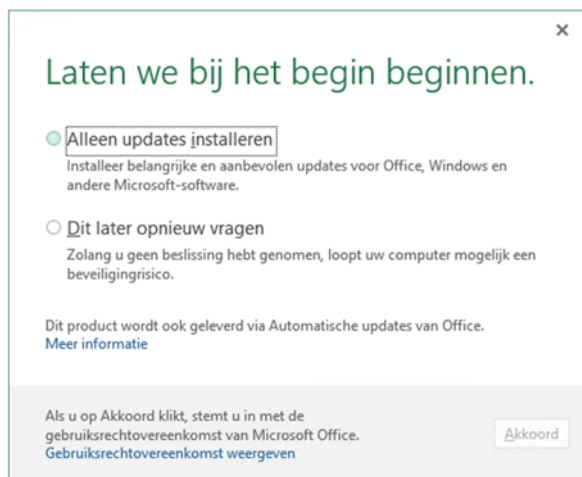 Laten we bij het begin beginnen.
Alleen updates installeren
Installeer belangrijke en aanbevolen updates voor Office, Windows en
andere Microsoft-software.
Dit later opnieuw vragen
Zolang u geen beslissing hebt genomen, loopt uw computer mogelijk een
beveiligingrisico.
Dit product wordt ook geleverd via Automatische updates van Office.
Meer informatie
Als u op Akkoord klikt, stemt u in met de
gebruiksrechtovereenkomst van Microsoft Office.
Gebruiksrechtovereenkomst weergeven
Akkoord